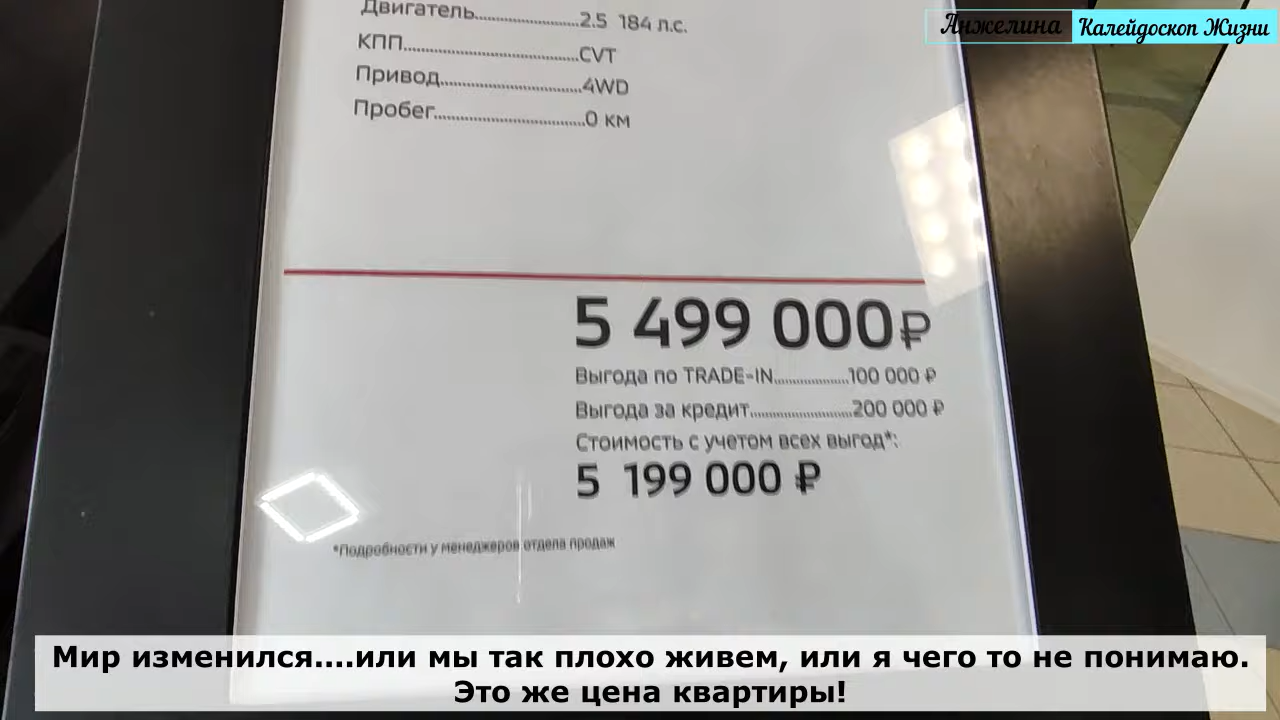 Анжелина Калейдоскоп Жизни
Двигатель.......................2.5 184 л.с.
КПП.......................................CVT
Привод...............................4WD
Пробег.................................0 км
5 499 000₽
Выгода по TRADE-IN...................100 000 ₽
Выгода за кредит..........................200 000 ₽
Стоимость с учетом всех выгод*:
5 199 000 ₽
*Подробности у менеджеров отдела продаж
Мир изменился....или мы так плохо живем, или я чего то не понимаю.
Это же цена квартиры!